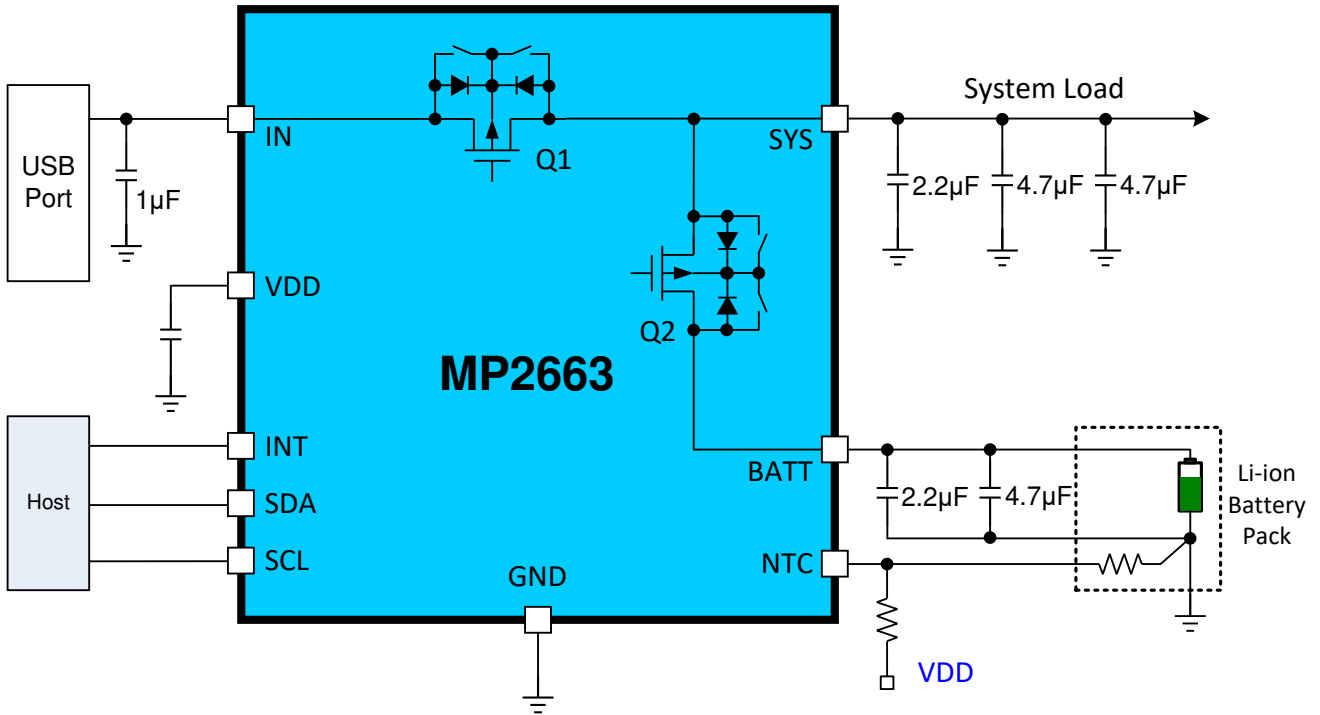 System Load
USB
Port
IN
Q1
SYS
1µF
2.2µF
4.7µF
4.7µF
VDD
Q2
MP2663
Host
INT
SDA
SCL
BATT
2.2µF
4.7µF
Li-ion
Battery
Pack
NTC
GND
VDD